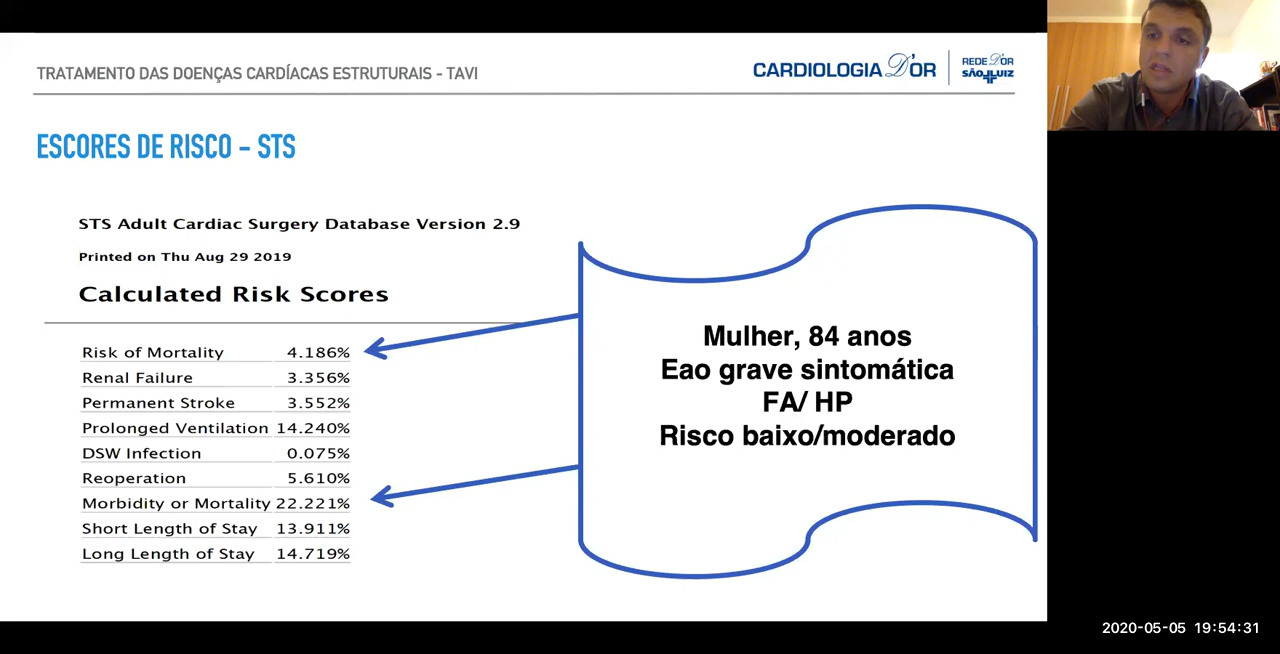 TRATAMENTO DAS DOENÇAS CARDÍACAS ESTRUTURAIS - TAVI
CARDIOLOGIA D'OR
REDE D'OR
SÃO LUIZ
ESCORES DE RISCO – STS
STS Adult Cardiac Surgery Database Version 2.9
Printed on Thu Aug 29 2019
Calculated Risk Scores
Risk of Mortality 4.186%
Renal Failure 3.356%
Permanent Stroke 3.552%
Prolonged Ventilation 14.240%
DSW Infection 0.075%
Reoperation 5.610%
Morbidity or Mortality 22.221%
Short Length of Stay 13.911%
Long Length of Stay 14.719%
Mulher, 84 anos
Eao grave sintomática
FA/ HP
Risco baixo/moderado
2020-05-05 19:54:31